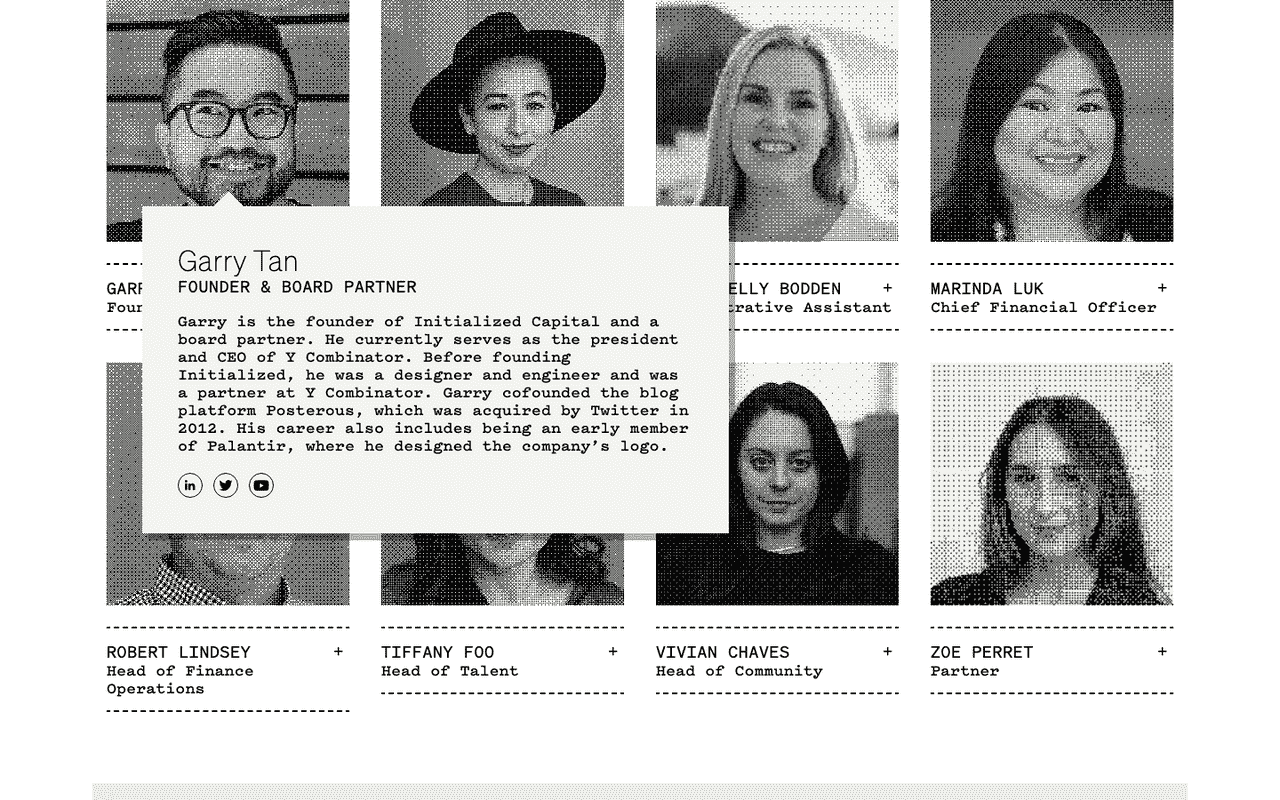 Garry Tan
FOUNDER & BOARD PARTNER
Garry is the founder of Initialized Capital and a
board partner. He currently serves as the president
and CEO of Y Combinator. Before founding
Initialized, he was a designer and engineer and was
a partner at Y Combinator. Garry cofounded the blog
platform Posterous, which was acquired by Twitter in
2012. His career also includes being an early member
of Palantir, where he designed the company’s logo.
in
ELLY BODDEN +
trative Assistant
MARINDA LUK +
Chief Financial Officer
GARR
Foun
ROBERT LINDSEY +
Head of Finance
Operations
TIFFANY FOO +
Head of Talent
VIVIAN CHAVES +
Head of Community
ZOE PERRET +
Partner